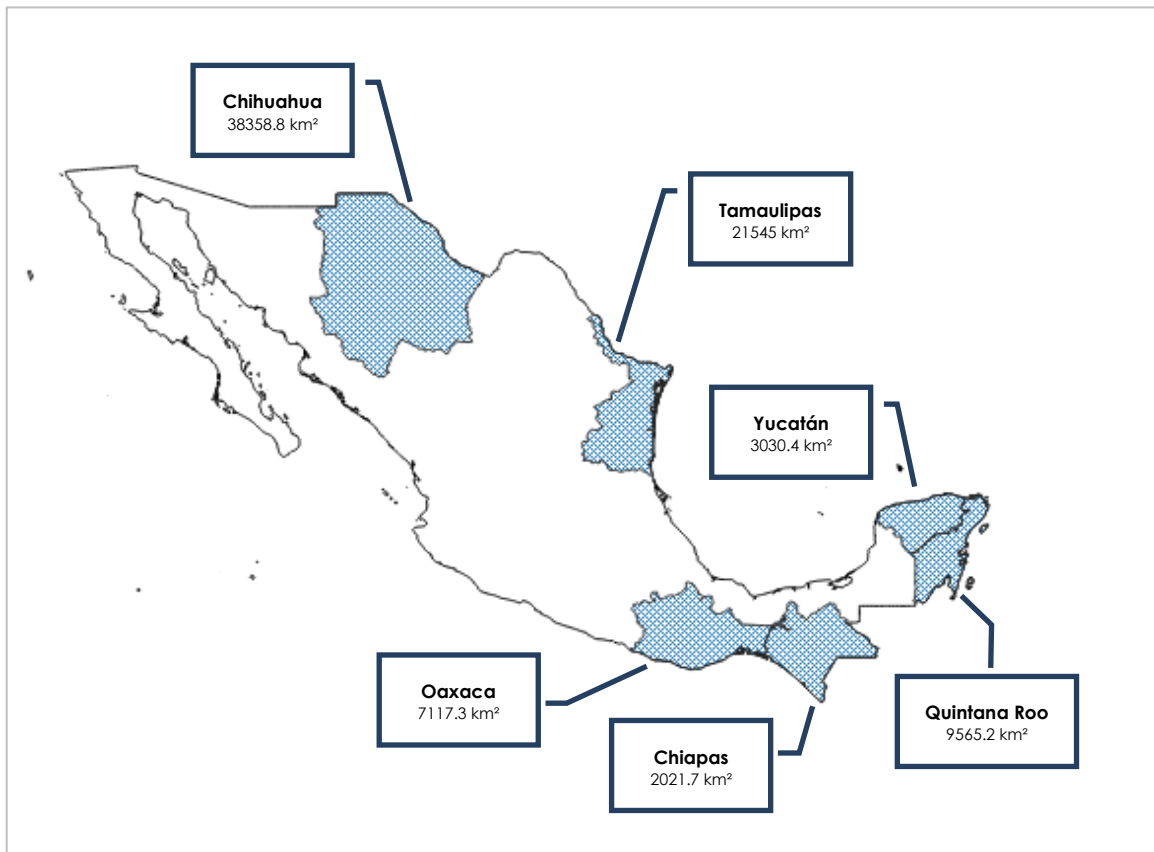 Chihuahua
38358.8 km²
Tamaulipas
21545 km²
Yucatán
3030.4 km²
Oaxaca
7117.3 km²
Chiapas
2021.7 km²
Quintana Roo
9565.2 km²